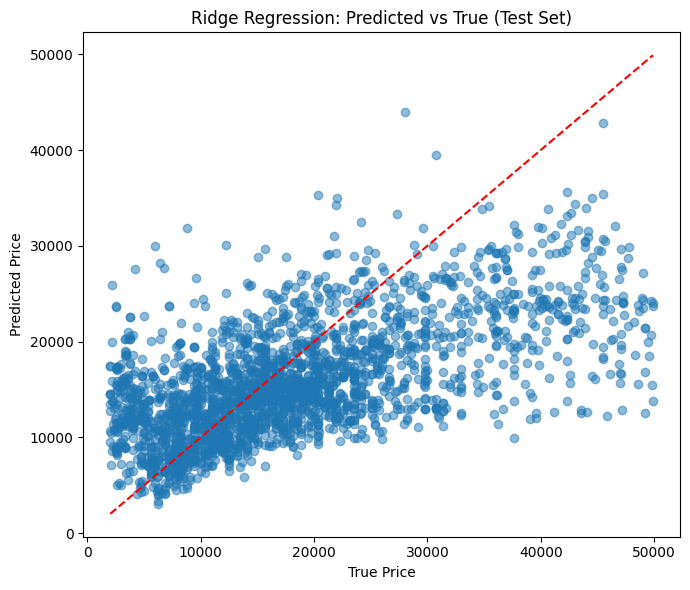 Ridge Regression: Predicted vs True (Test Set)
50000
40000
30000
20000
10000
0
Predicted Price
0 10000 20000 30000 40000 50000
True Price